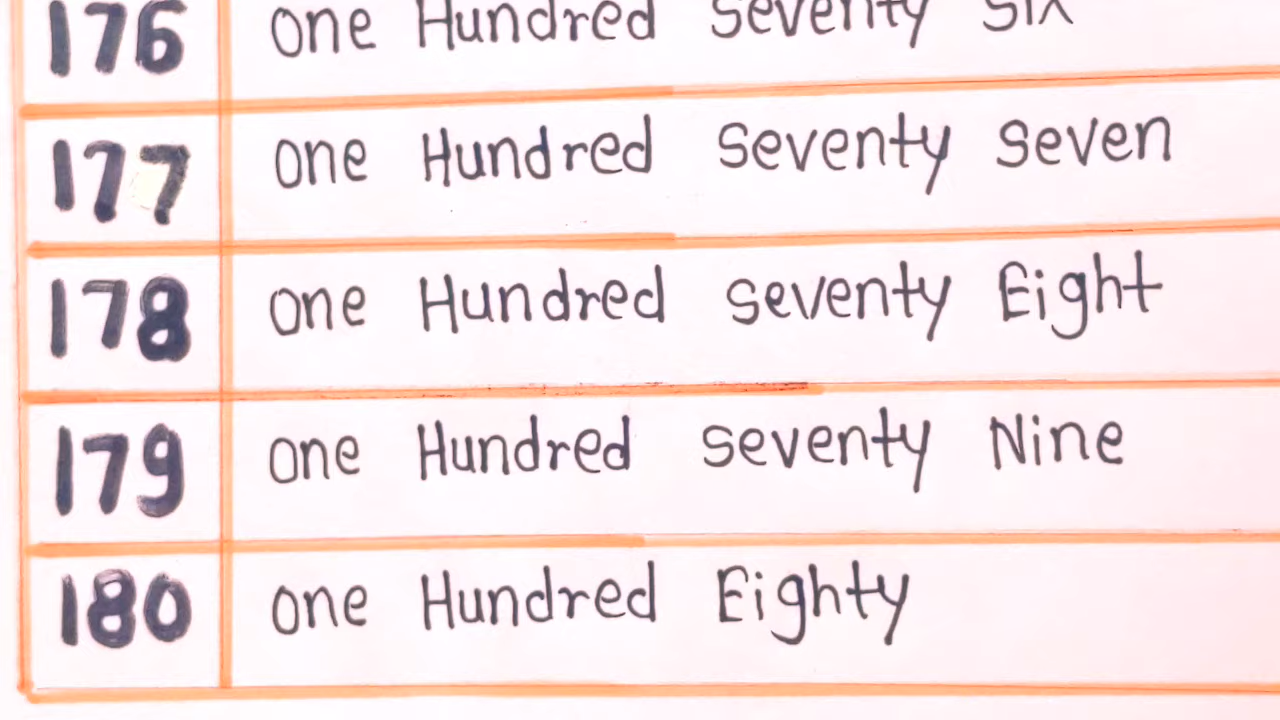 176 one Hundred seventy six
177 one Hundred seventy seven
178 one Hundred seventy Eight
179 one Hundred seventy Nine
180 one Hundred Eighty